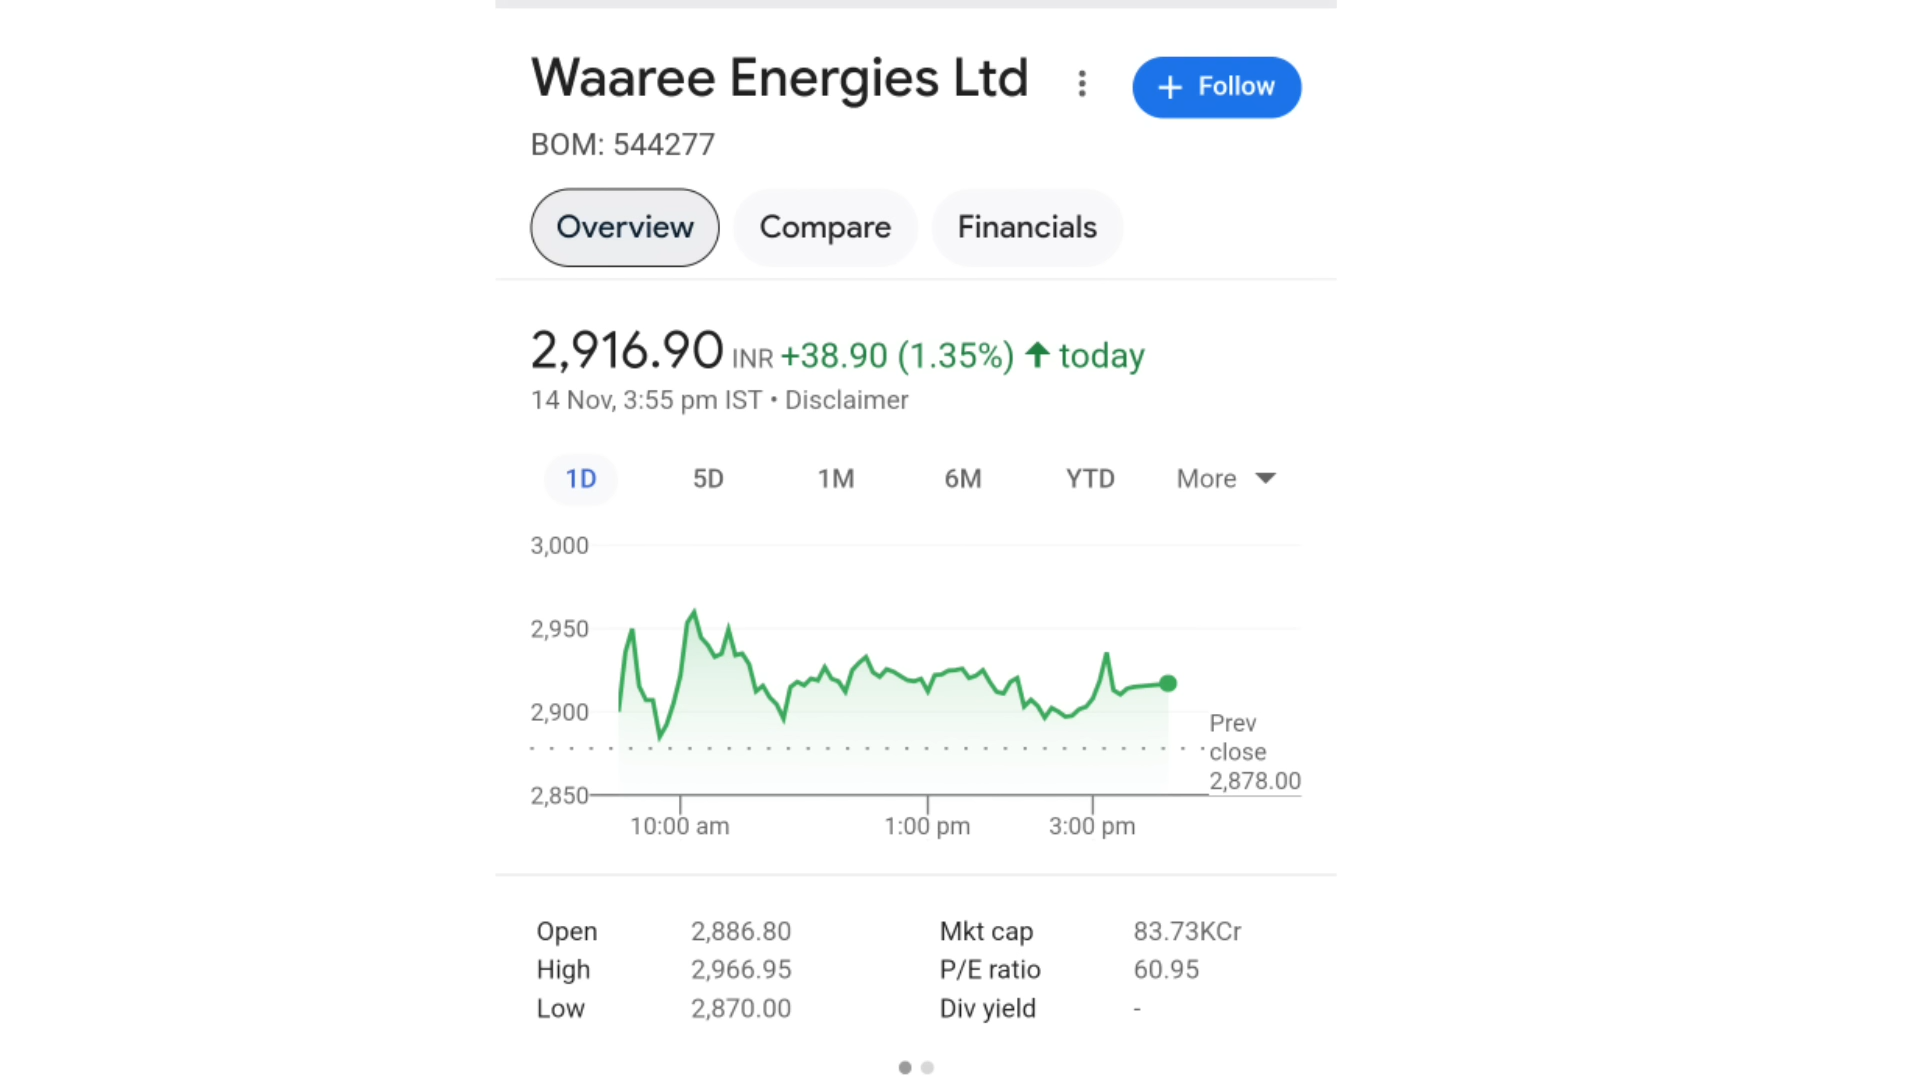 Waaree Energies Ltd
+ Follow
BOM: 544277
Overview Compare Financials
2,916.90 INR +38.90 (1.35%) ↑ today
14 Nov, 3:55 pm IST • Disclaimer
1D 5D 1M 6M YTD More
3,000
2,950
2,900
2,850
Prev
close
2,878.00
10:00 am 1:00 pm 3:00 pm
Open 2,886.80 Mkt cap 83.73KCr
High 2,966.95 P/E ratio 60.95
Low 2,870.00 Div yield -